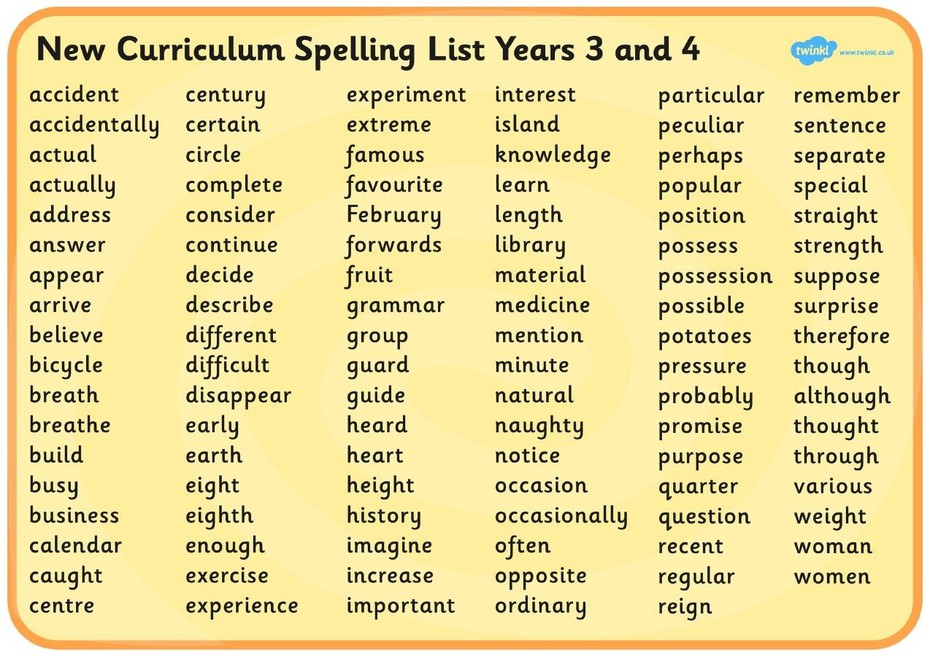 New Curriculum Spelling List Years 3 and 4
twinkl www.twinkl.co.uk
accident
accidentally
actual
actually
address
answer
appear
arrive
believe
bicycle
breath
breathe
build
busy
business
calendar
caught
centre
century
certain
circle
complete
consider
continue
decide
describe
different
difficult
disappear
early
earth
eight
eighth
enough
exercise
experience
experiment
extreme
famous
favourite
February
forwards
fruit
grammar
group
guard
guide
heard
heart
height
history
imagine
increase
important
interest
island
knowledge
learn
length
library
material
medicine
mention
minute
natural
naughty
notice
occasion
occasionally
often
opposite
ordinary
particular
peculiar
perhaps
popular
position
possess
possession
possible
potatoes
pressure
probably
promise
purpose
quarter
question
recent
regular
reign
remember
sentence
separate
special
straight
strength
suppose
surprise
therefore
though
although
thought
through
various
weight
woman
women